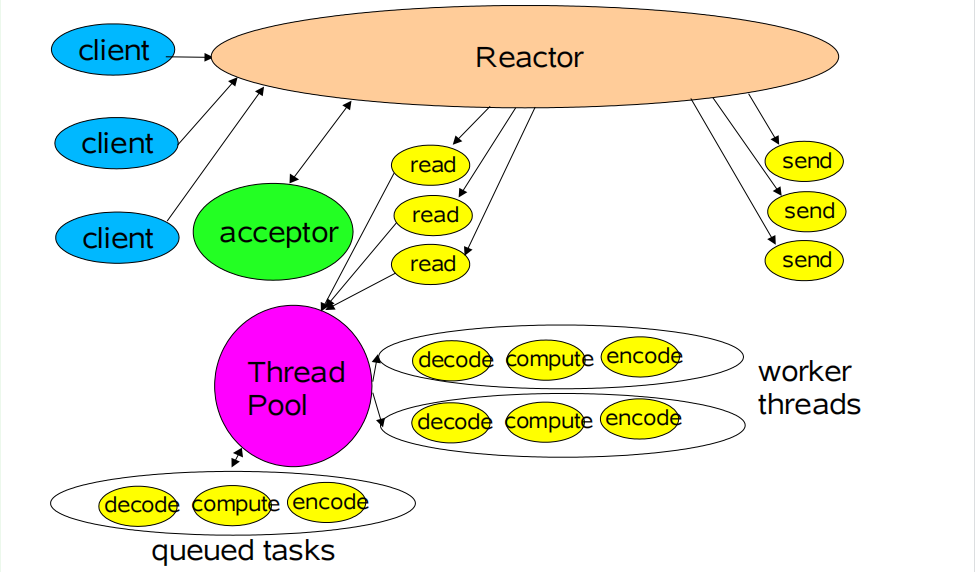 client
Reactor
client
client
acceptor
read
read
read
send
send
send
Thread
Pool
decode compute encode
decode compute encode
worker
threads
decode compute encode
queued tasks